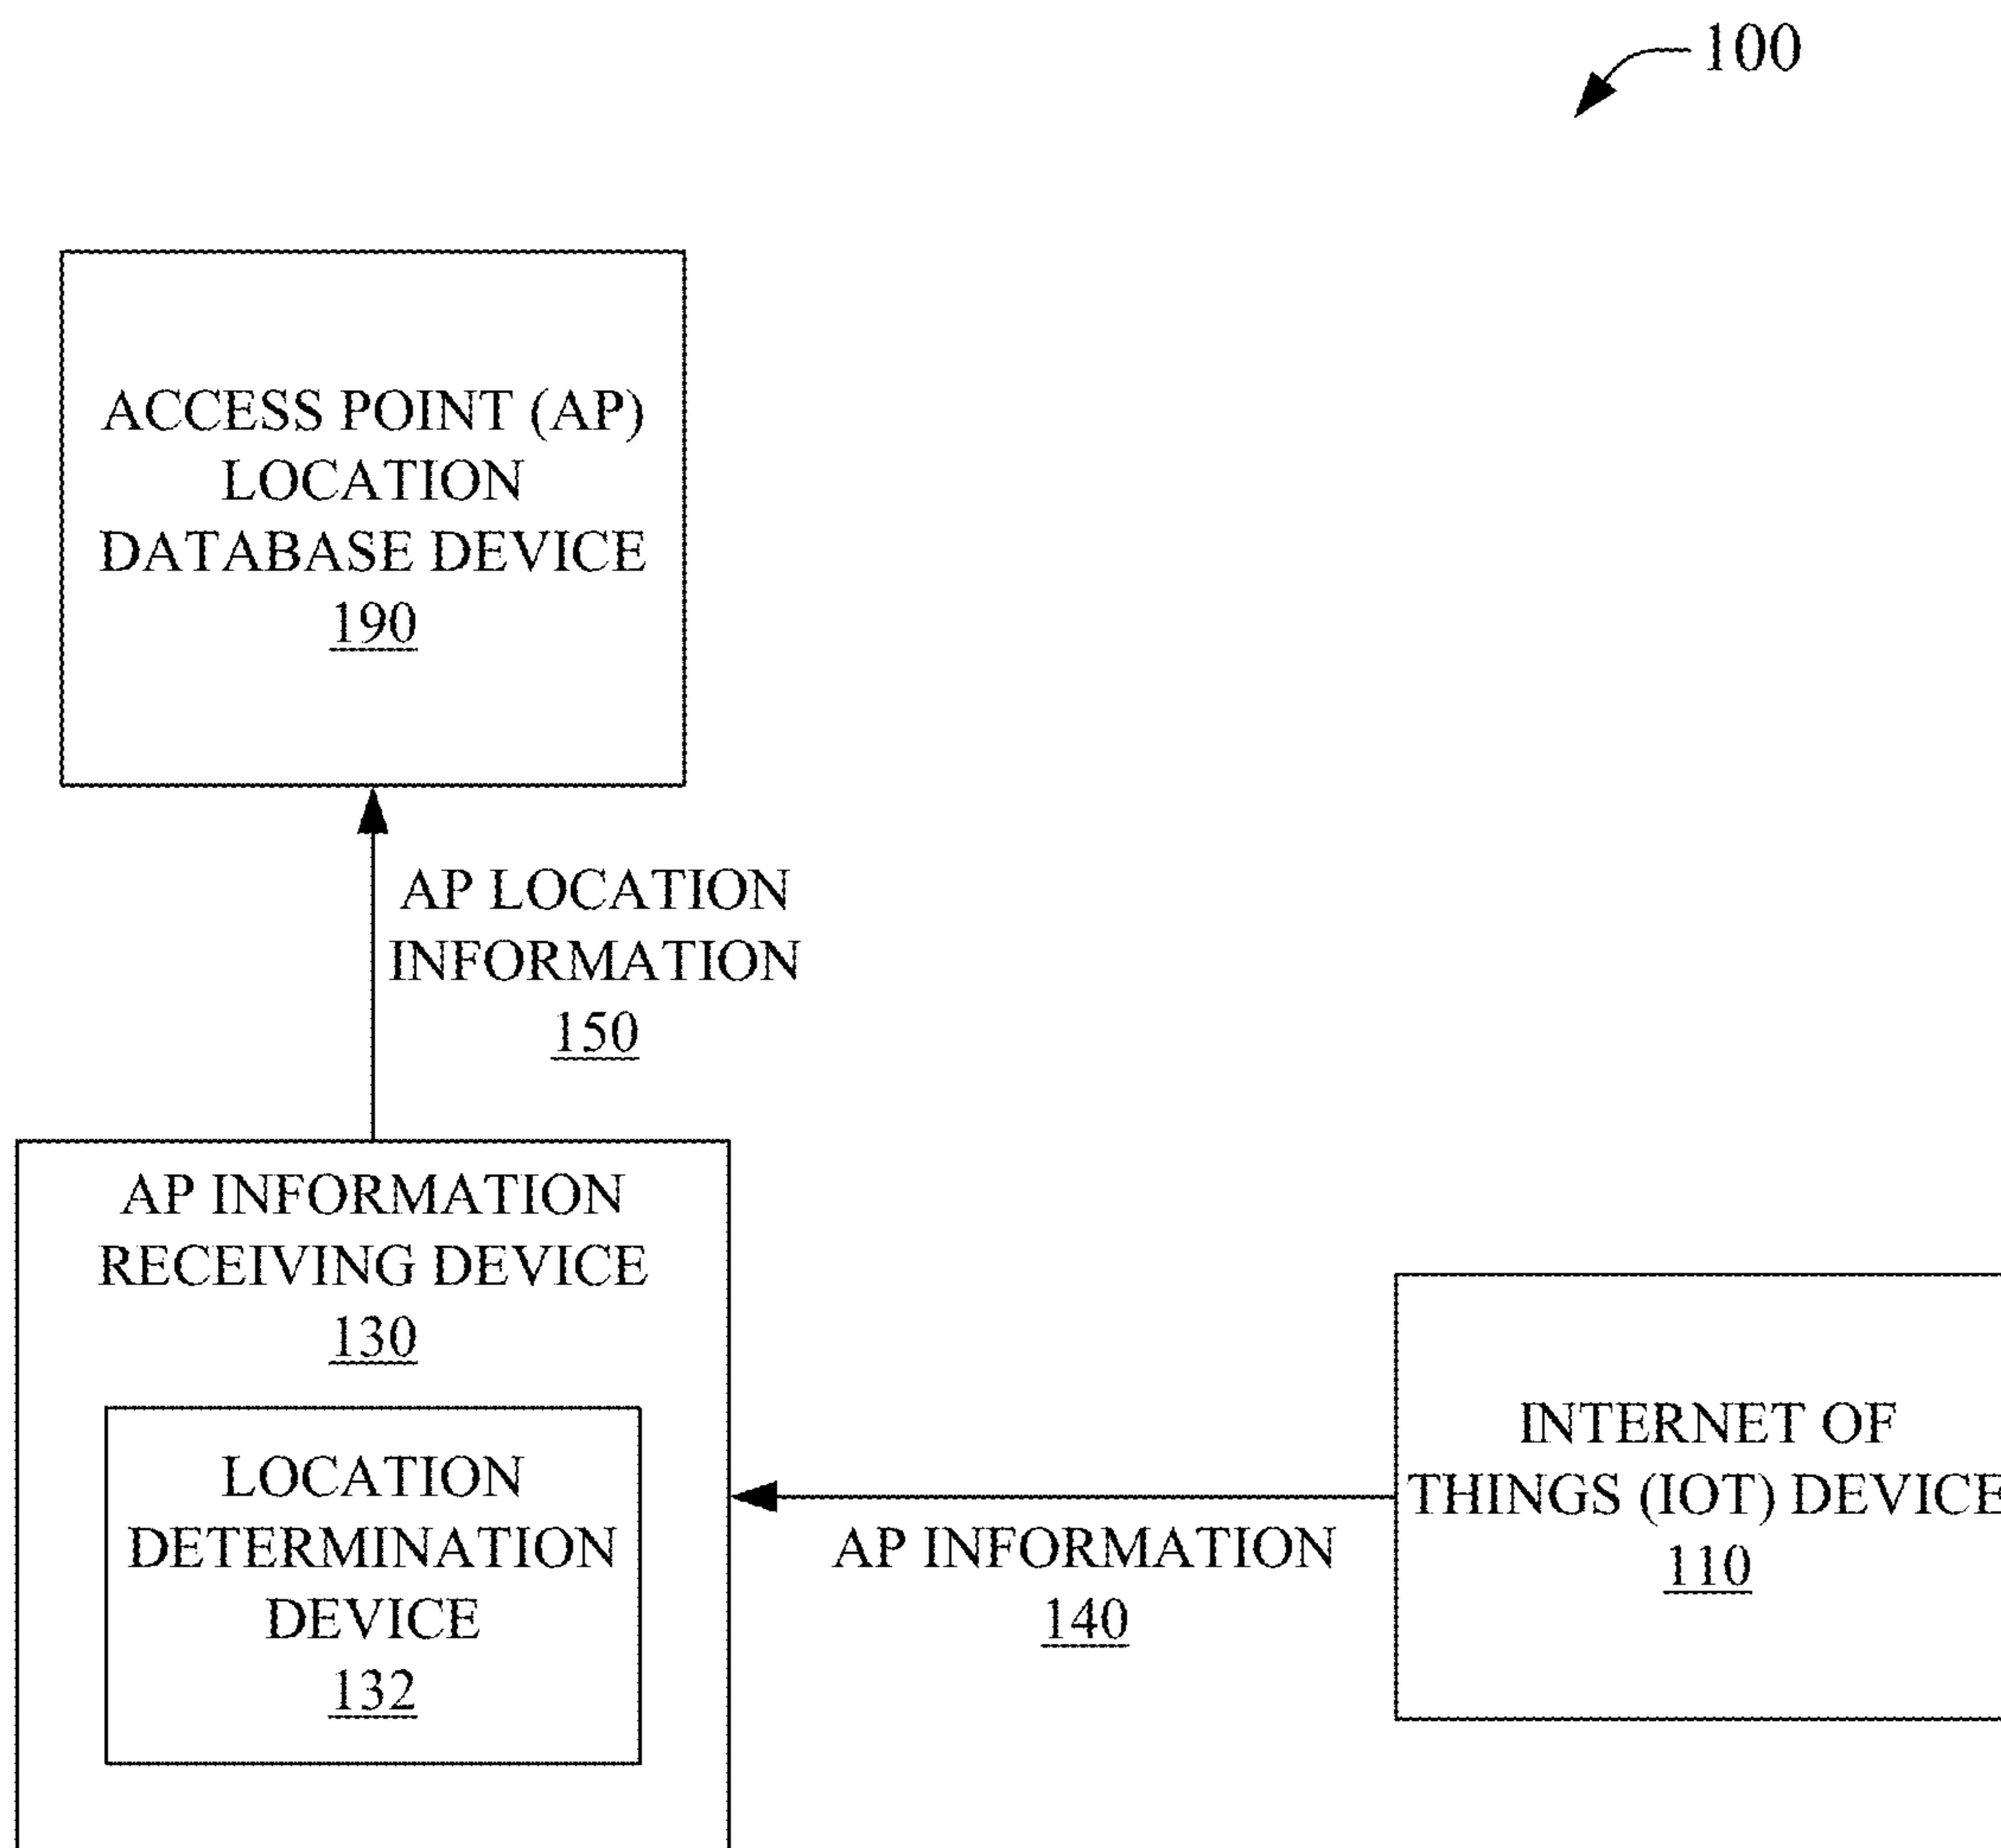 100
ACCESS POINT (AP)
LOCATION
DATABASE DEVICE
190
AP LOCATION
INFORMATION
150
AP INFORMATION
RECEIVING DEVICE
130
LOCATION
DETERMINATION
DEVICE
132
AP INFORMATION
140
INTERNET OF
THINGS (IOT) DEVICE
110